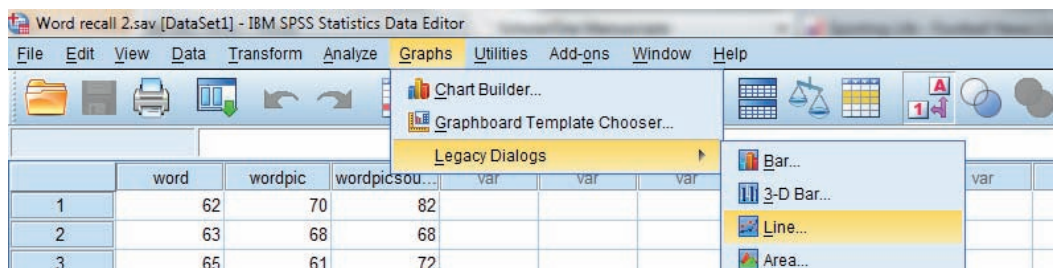 Word recall 2.sav [DataSet1] - IBM SPSS Statistics Data Editor
File Edit View Data Transform Analyze Graphs Utilities Add-ons Window Help
Chart Builder...
Graphboard Template Chooser...
Legacy Dialogs
Bar...
3-D Bar...
Line...
Area...
word wordpic wordpicsou... var var var var
1 62 70 82
2 63 68 68
3 65 61 72
A
1